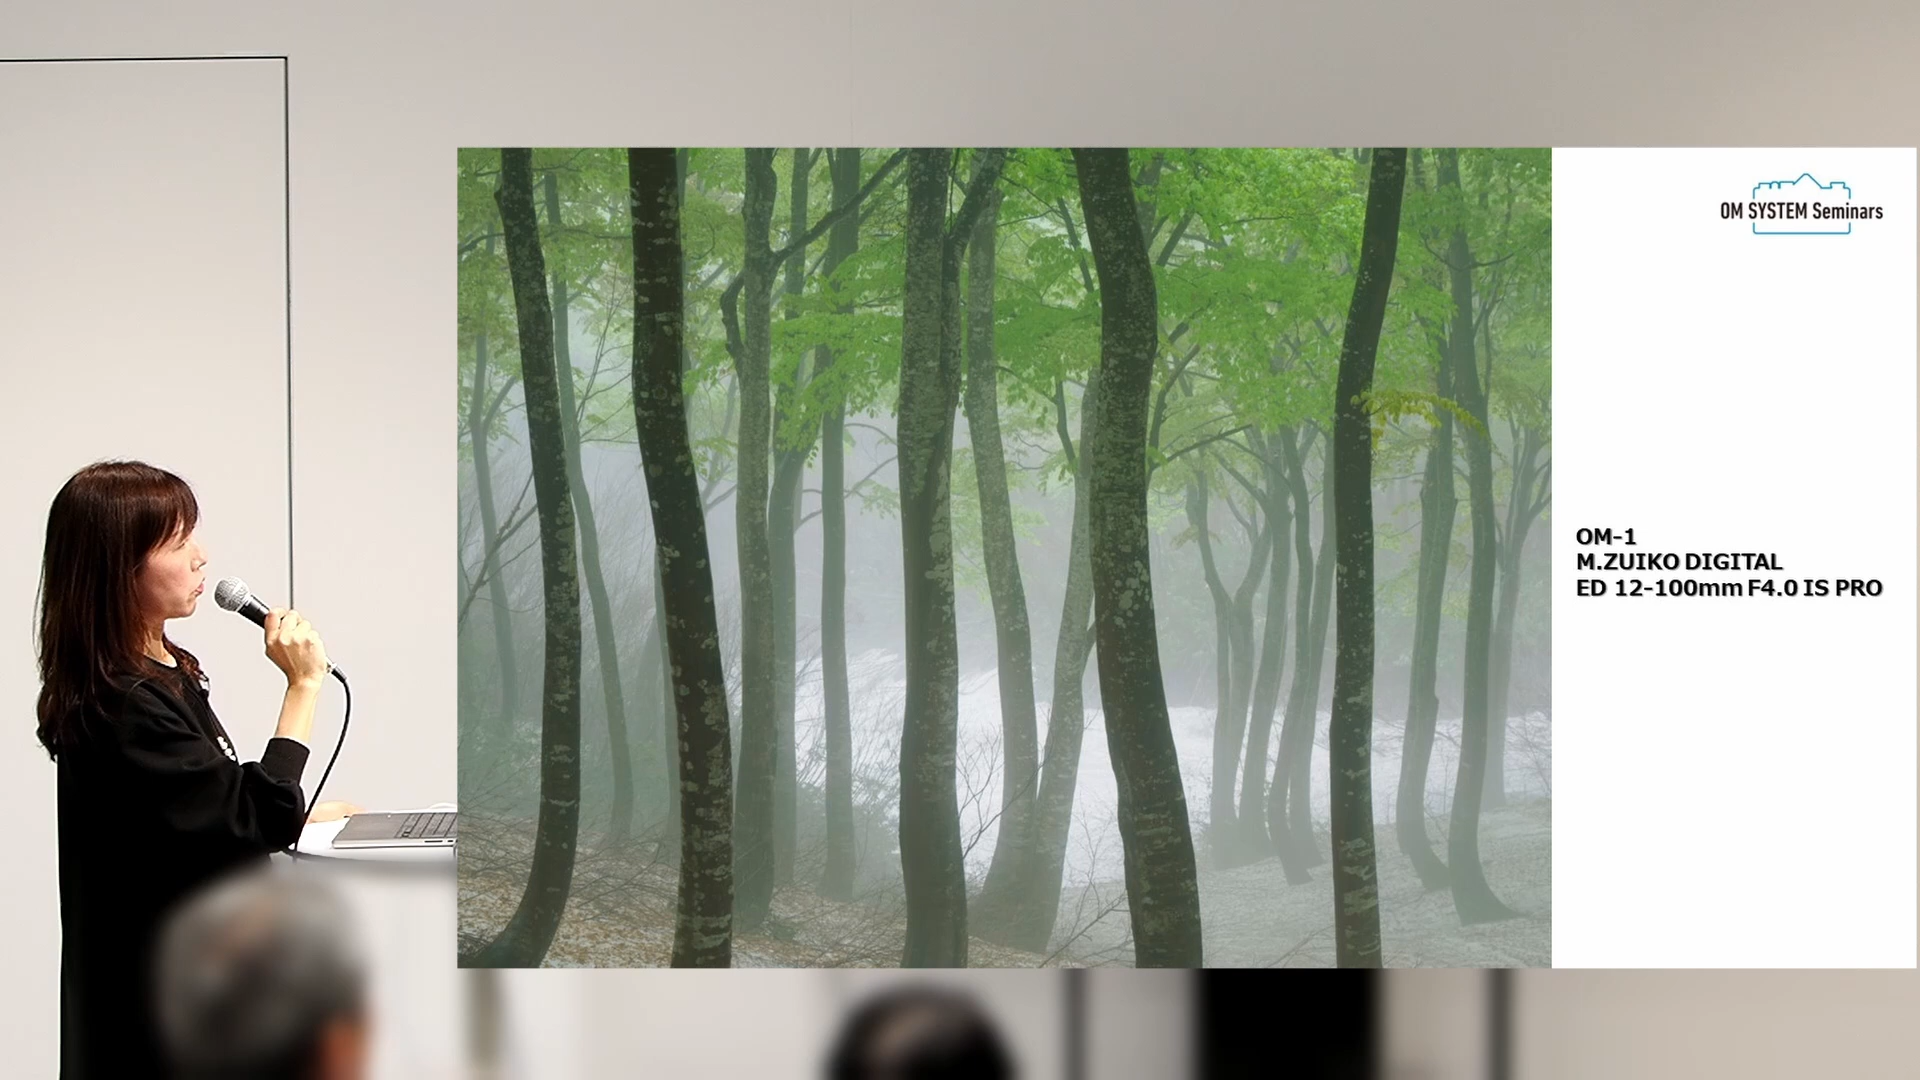 OM SYSTEM Seminars
OM-1
M.ZUIKO DIGITAL
ED 12-100mm F4.0 IS PRO